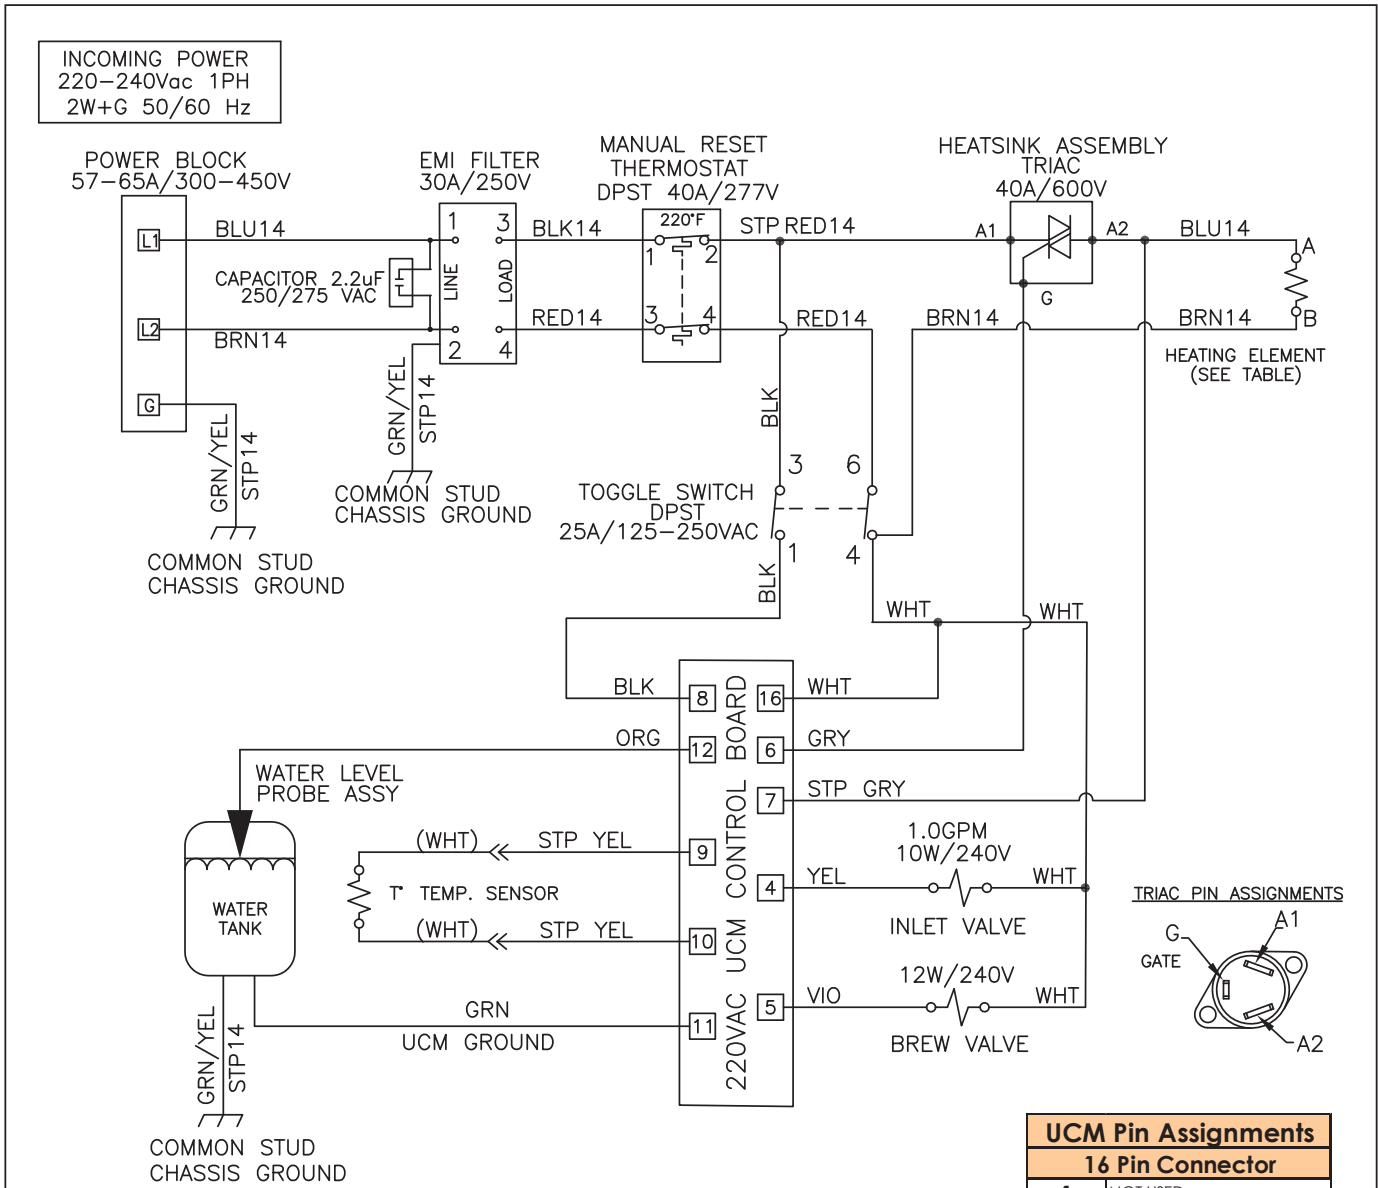 INCOMING POWER
220-240Vac 1PH
2W+G 50/60 Hz
POWER BLOCK
57-65A/300-450V
EMI FILTER
30A/250V
MANUAL RESET
THERMOSTAT
DPST 40A/277V
HEATSINK ASSEMBLY
TRIAC
40A/600V
L1
BLU14
1
3
BLK14
220°F
1
2
STP RED14
A1
A2
BLU14
A
CAPACITOR 2.2uF
250/275 VAC
LINE
LOAD
G
L2
BRN14
2
4
RED14
3
4
RED14
BRN14
BRN14
B
HEATING ELEMENT
(SEE TABLE)
G
GRN/YEL
STP14
GRN/YEL
STP14
BLK
COMMON STUD
CHASSIS GROUND
COMMON STUD
CHASSIS GROUND
TOGGLE SWITCH
DPST
25A/125-250VAC
3
6
1
4
BLK
WHT
WHT
220VAC UCM CONTROL BOARD
BLK
8
16
WHT
ORG
12
6
GRY
WATER LEVEL
PROBE ASSY
7
STP GRY
(WHT)
STP YEL
9
1.0GPM
10W/240V
4
YEL
WHT
INLET VALVE
T° TEMP. SENSOR
WATER
TANK
(WHT)
STP YEL
10
12W/240V
5
VIO
WHT
BREW VALVE
GRN
11
UCM GROUND
GRN/YEL
STP14
COMMON STUD
CHASSIS GROUND
TRIAC PIN ASSIGNMENTS
A1
G
GATE
A2
UCM Pin Assignments
16 Pin Connector